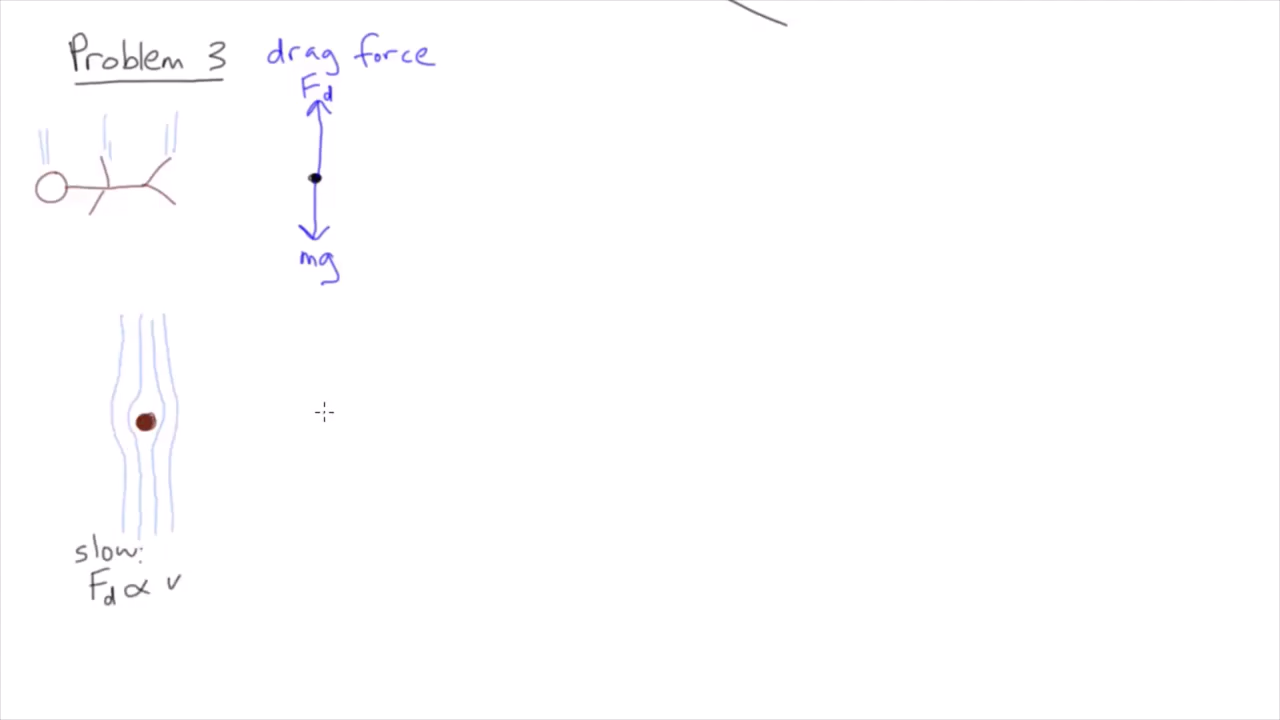 Problem 3 drag force
Fd
mg
slow:
Fd ∝ v